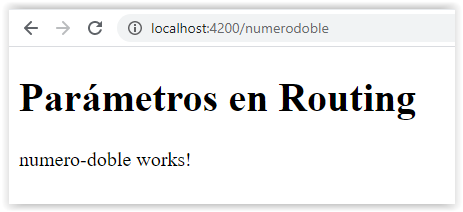 localhost:4200/numerodoble
Parámetros en Routing
numero-doble works!